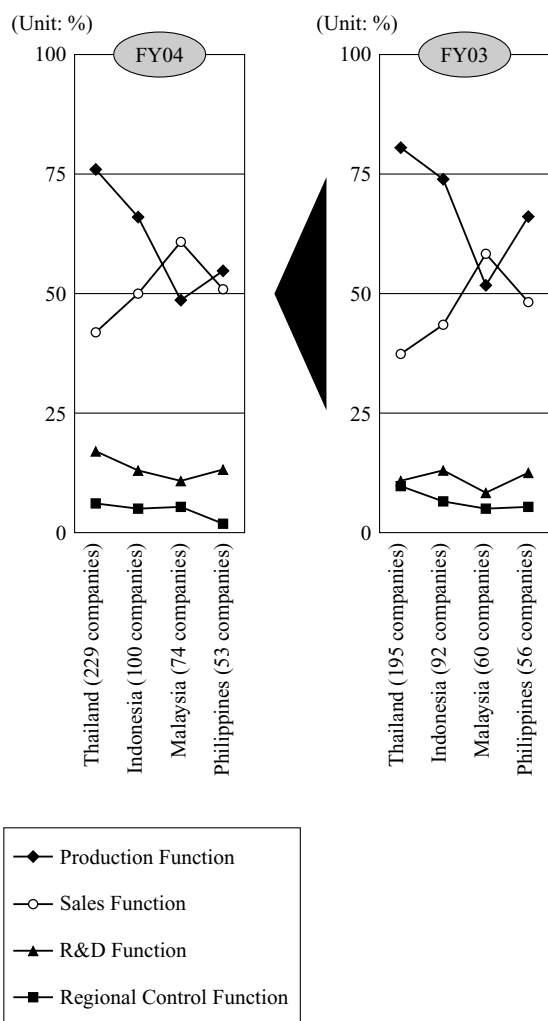 (Unit: %)
FY04
100
75
50
25
0
Thailand (229 companies)
Indonesia (100 companies)
Malaysia (74 companies)
Philippines (53 companies)
(Unit: %)
FY03
100
75
50
25
0
Thailand (195 companies)
Indonesia (92 companies)
Malaysia (60 companies)
Philippines (56 companies)
Production Function
Sales Function
R&D Function
Regional Control Function